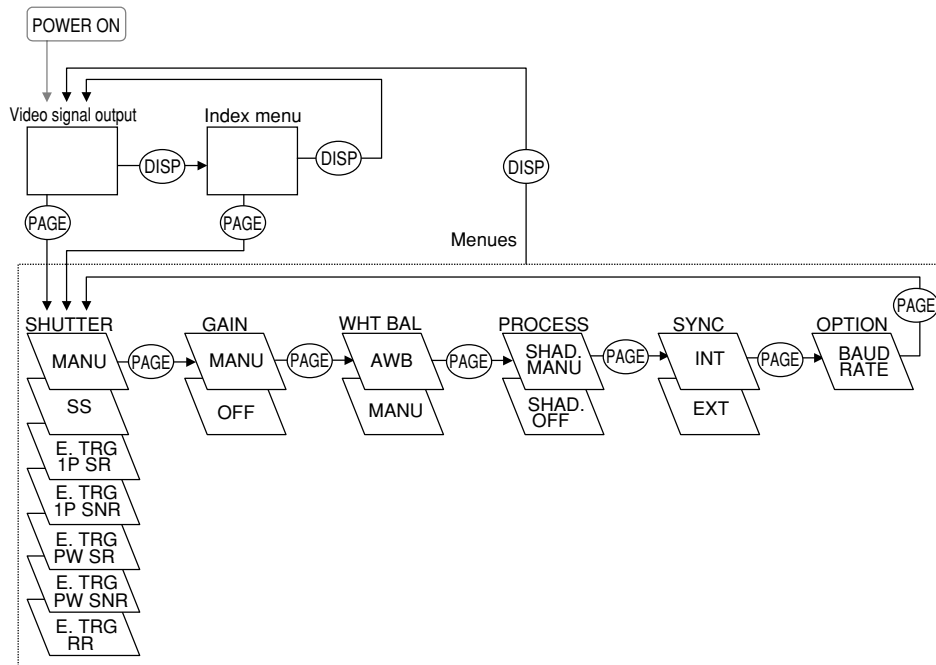 POWER ON
Video signal output
Index menu
DISP
DISP
DISP
PAGE
PAGE
Menues
PAGE
SHUTTER
GAIN
WHT BAL
PROCESS
SYNC
OPTION
MANU
PAGE
MANU
PAGE
AWB
PAGE
SHAD.
MANU
PAGE
INT
PAGE
BAUD
RATE
SS
OFF
MANU
SHAD.
OFF
EXT
E. TRG
1P SR
E. TRG
1P SNR
E. TRG
PW SR
E. TRG
PW SNR
E. TRG
RR